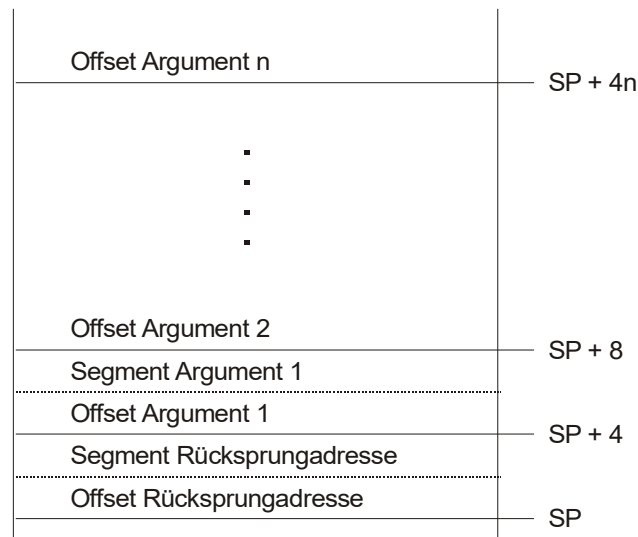 Offset Argument n
SP + 4n
Offset Argument 2
SP + 8
Segment Argument 1
Offset Argument 1
SP + 4
Segment Rücksprungadresse
Offset Rücksprungadresse
SP